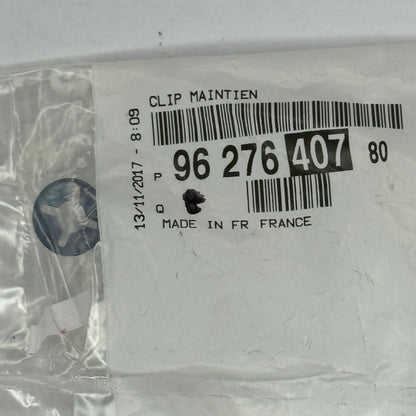 CLIP MAINTIEN
P 96 276 407 80
Q
MADE IN FR FRANCE
13/11/2017 - 8:09